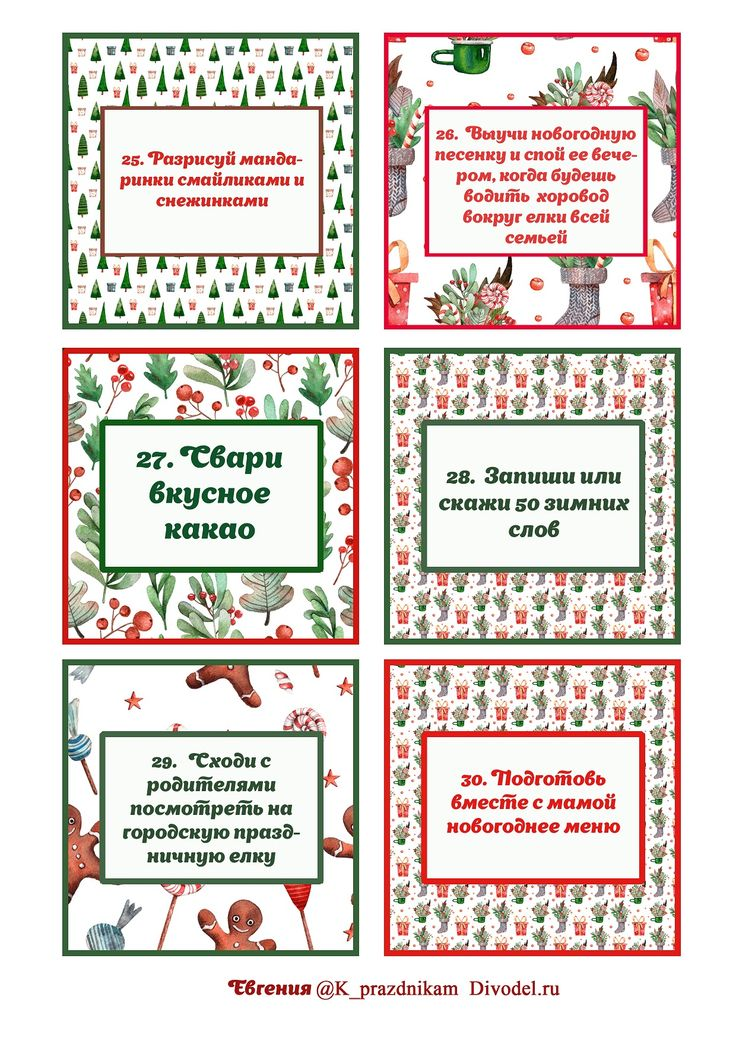 25. Разрисуй манда-
ринки смайликами и
снежинками
26. Выучи новогодную
песенку и спой ее вече-
ром, когда будешь
водить хоровод
вокруг елки всей
семьей
27. Свари
вкусное
какао
28. Запиши или
скажи 50 зимних
слов
29. Сходи с
родителями
посмотреть на
городскую празд-
ничную елку
30. Подготовь
вместе с мамой
новогоднее меню
Евгения @K_prazdnikam Divodel.ru